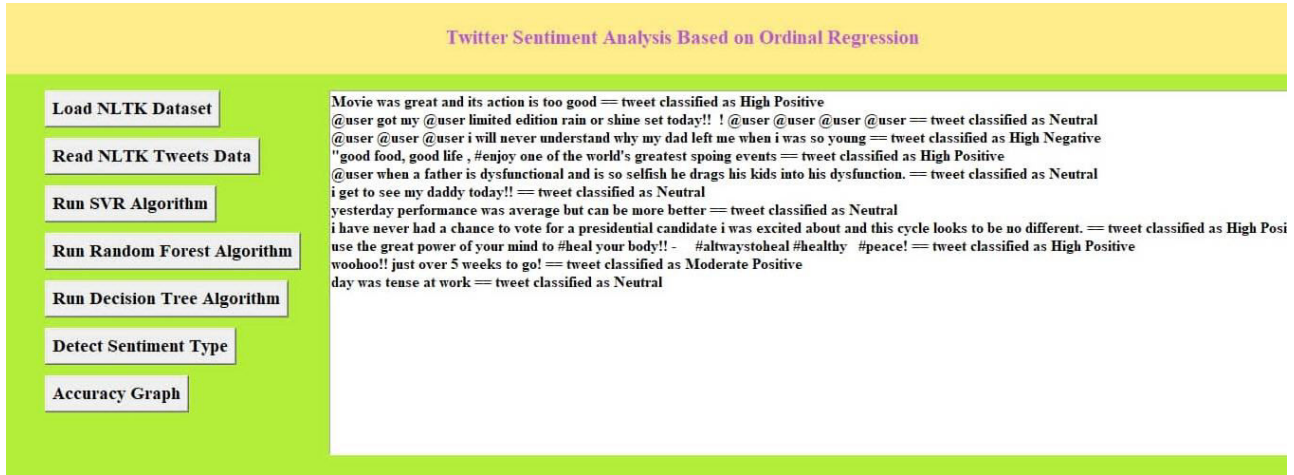 Twitter Sentiment Analysis Based on Ordinal Regression
Load NLTK Dataset
Read NLTK Tweets Data
Run SVR Algorithm
Run Random Forest Algorithm
Run Decision Tree Algorithm
Detect Sentiment Type
Accuracy Graph
Movie was great and its action is too good == tweet classified as High Positive
@user got my @user limited edition rain or shine set today!!  ! @user @user @user @user == tweet classified as Neutral
@user @user @user i will never understand why my dad left me when i was so young == tweet classified as High Negative
"good food, good life , #enjoy one of the world's greatest spoing events == tweet classified as High Positive
@user when a father is dysfunctional and is so selfish he drags his kids into his dysfunction. == tweet classified as Neutral
i get to see my daddy today!! == tweet classified as Neutral
yesterday performance was average but can be more better == tweet classified as Neutral
i have never had a chance to vote for a presidential candidate i was excited about and this cycle looks to be no different. == tweet classified as High Posi
use the great power of your mind to #heal your body!! -     #altwaystoheal #healthy   #peace! == tweet classified as High Positive
woohoo!! just over 5 weeks to go! == tweet classified as Moderate Positive
day was tense at work == tweet classified as Neutral